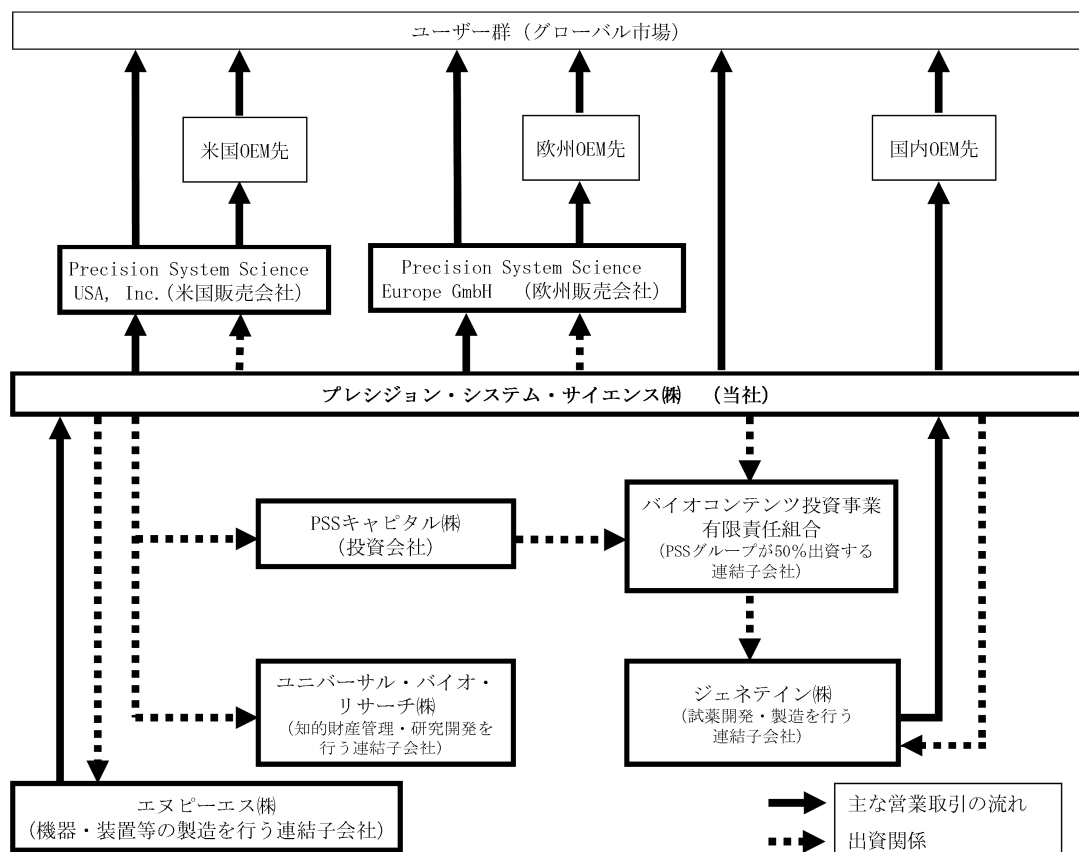 ユーザー群（グローバル市場）
米国OEM先
欧州OEM先
国内OEM先
Precision System Science
USA, Inc.(米国販売会社)
Precision System Science
Europe GmbH （欧州販売会社）
プレシジョン・システム・サイエンス㈱ （当社）
PSSキャピタル㈱
（投資会社）
バイオコンテンツ投資事業
有限責任組合
（PSSグループが50％出資する
連結子会社）
ユニバーサル・バイオ・
リサーチ㈱
（知的財産管理・研究開発を
行う連結子会社）
ジェネテイン㈱
（試薬開発・製造を行う
連結子会社）
エヌピーエス㈱
（機器・装置等の製造を行う連結子会社）
主な営業取引の流れ
出資関係